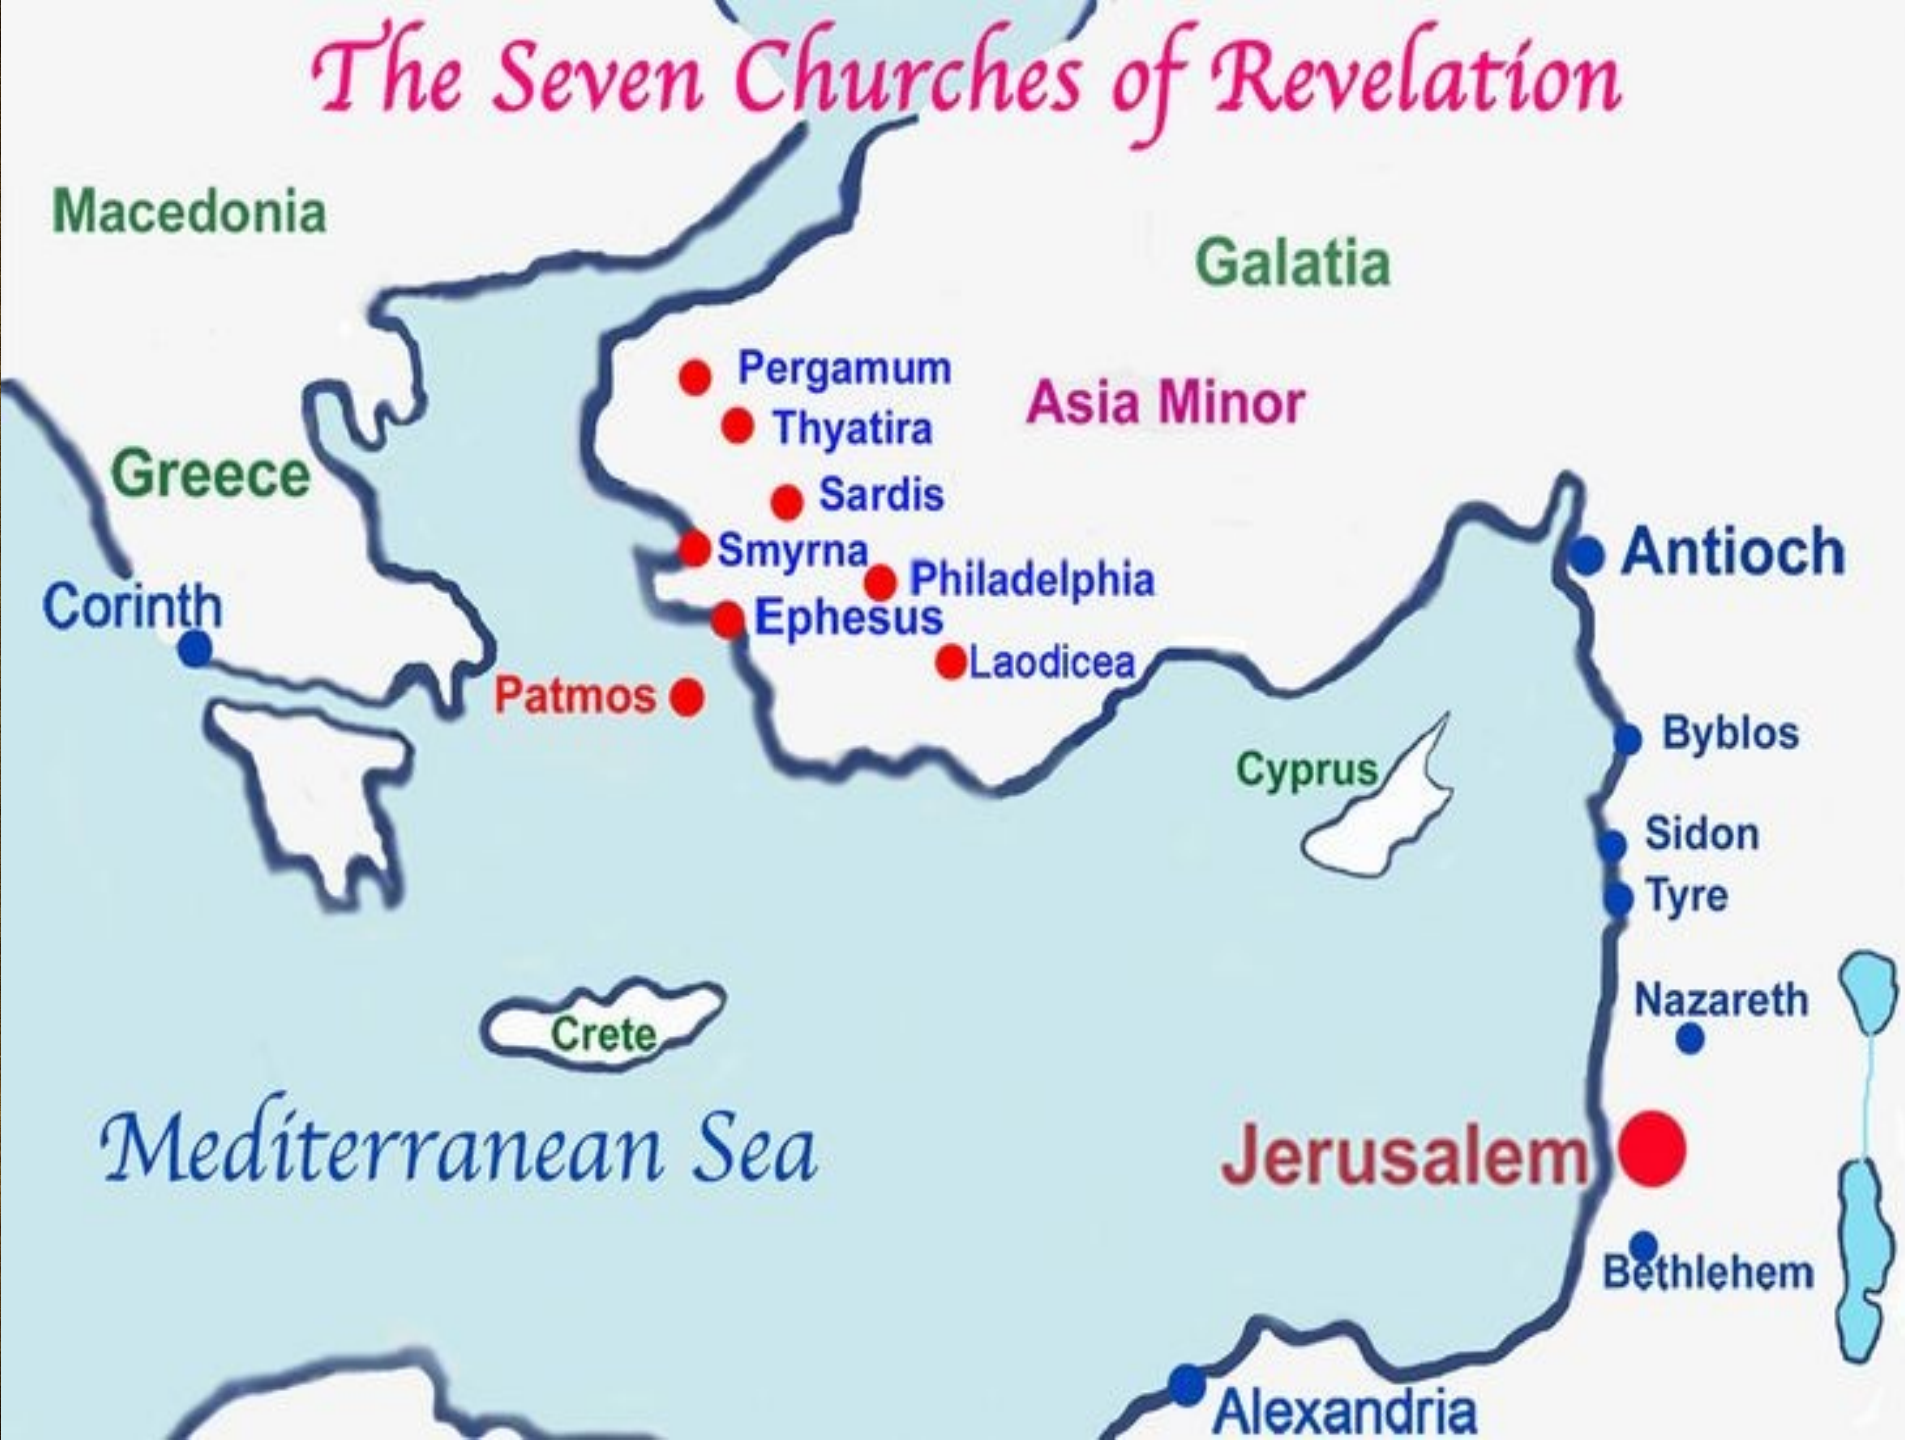 The Seven Churches of Revelation
Macedonia
Galatia
Pergamum
Asia Minor
Thyatira
Greece
Sardis
Smyrna
Antioch
Philadelphia
Corinth
Ephesus
Laodicea
Patmos
Byblos
Cyprus
Sidon
Tyre
Nazareth
Crete
Mediterranean Sea
Jerusalem
Bethlehem
Alexandria